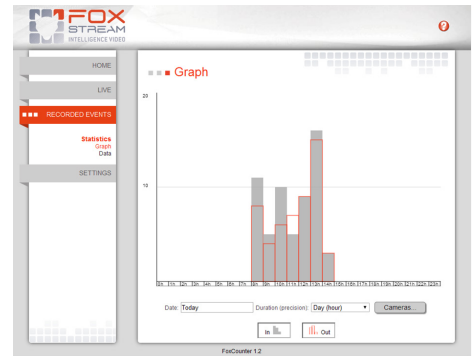 FOX
STREAM
INTELLIGENCE VIDEO
HOME
LIVE
RECORDED EVENTS
Statistics
Graph
Data
SETTINGS
Graph
20
10
|0h |1h |2h |3h |4h |5h |6h |7h |8h |9h |10h |11h |12h |13h |14h |15h |16h |17h |18h |19h |20h |21h |22h |23h|
Date: Today Duration (precision): Day (hour) Cameras...
In Out
FoxCounter 1.2